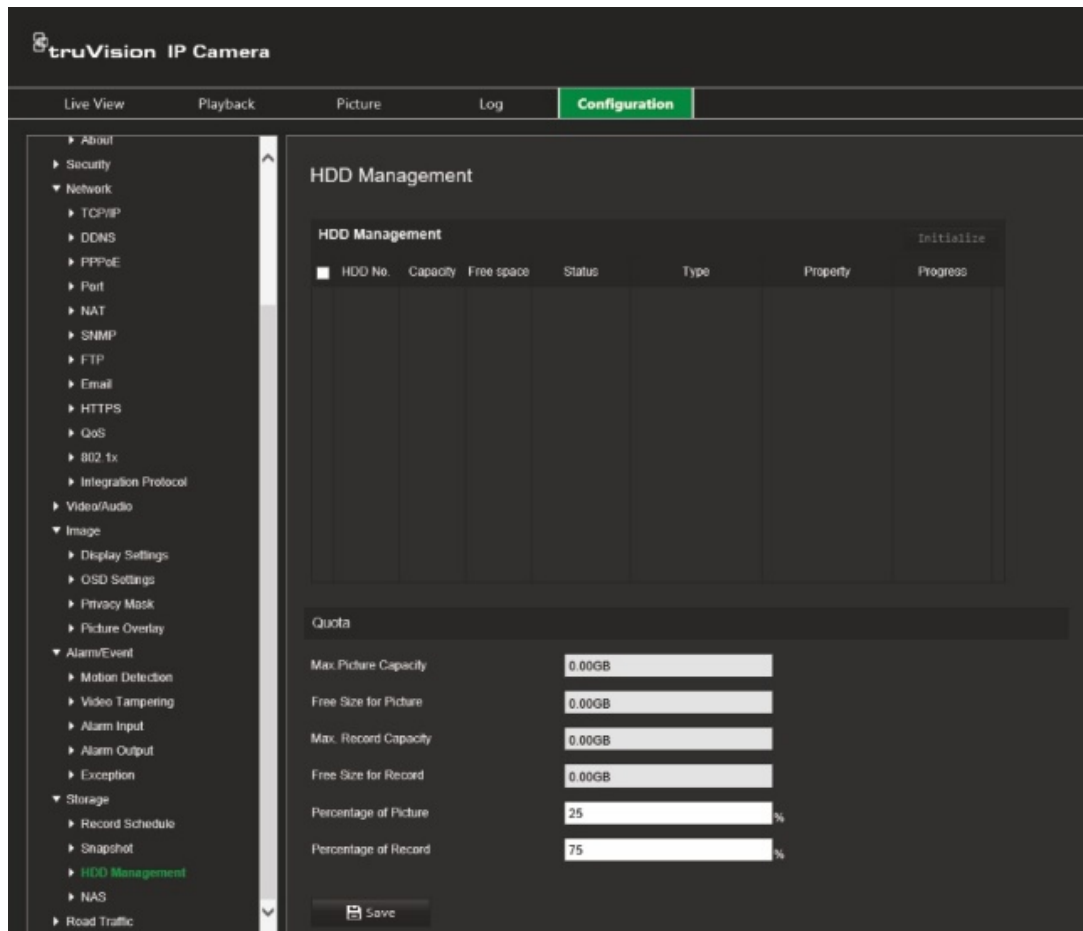 truVision IP Camera
Live View Playback Picture Log Configuration
About
Security
Network
TCP/IP
DDNS
PPPoE
Port
NAT
SNMP
FTP
Email
HTTPS
QoS
802.1x
Integration Protocol
Video/Audio
Image
Display Settings
OSD Settings
Privacy Mask
Picture Overlay
Alarm/Event
Motion Detection
Video Tampering
Alarm Input
Alarm Output
Exception
Storage
Record Schedule
Snapshot
HDD Management
NAS
Road Traffic
HDD Management
HDD Management Initialize
HDD No. Capacity Free space Status Type Property Progress
Quota
Max.Picture Capacity 0.00GB
Free Size for Picture 0.00GB
Max. Record Capacity 0.00GB
Free Size for Record 0.00GB
Percentage of Picture 25 %
Percentage of Record 75 %
Save